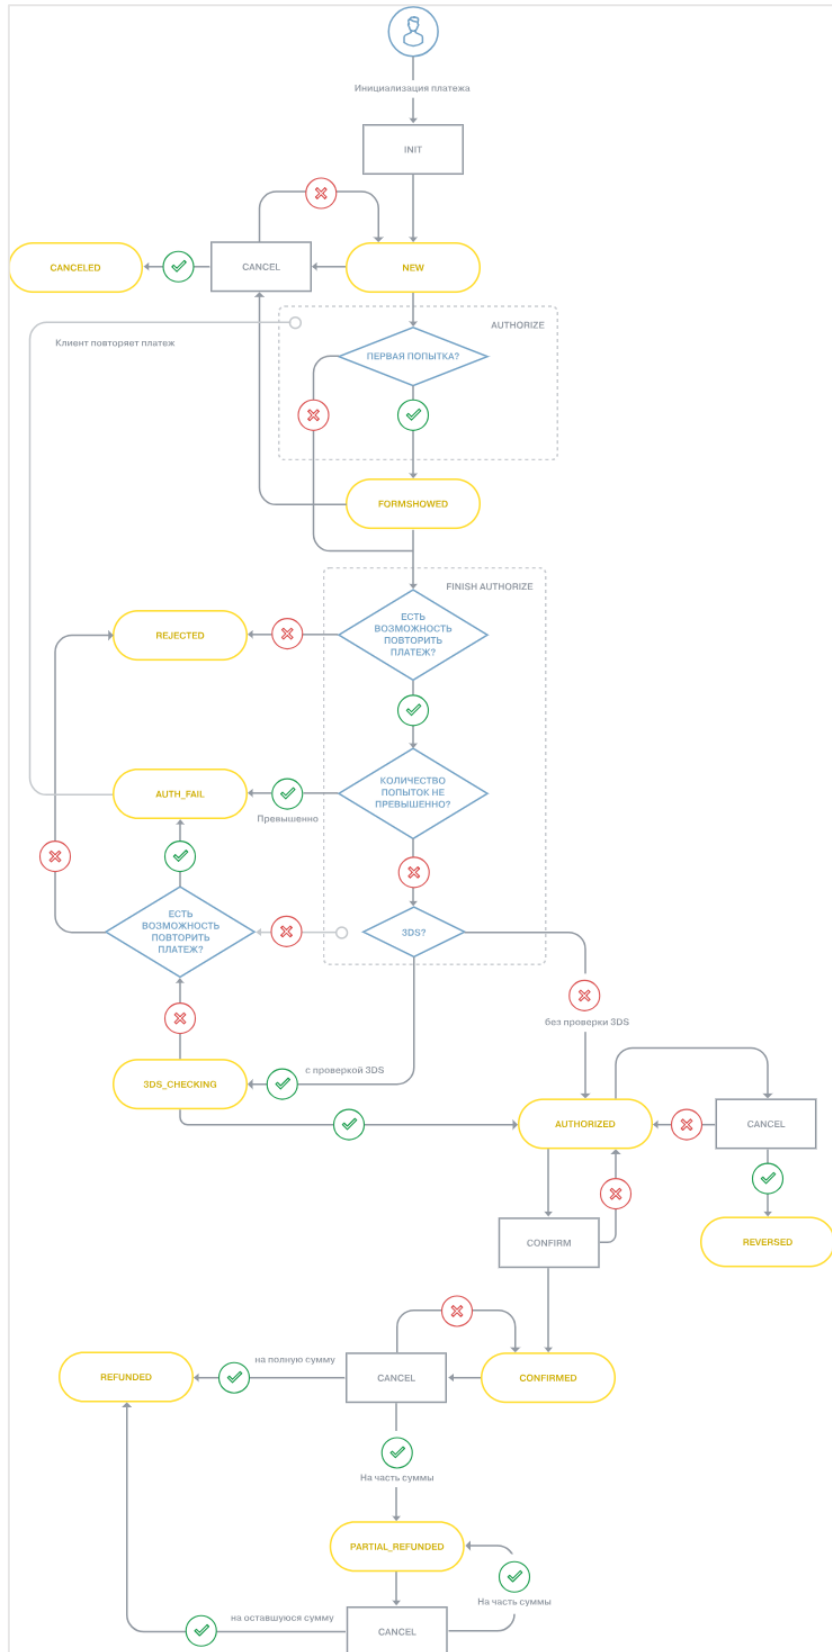 Инициализация платежа
INIT
CANCELED
CANCEL
NEW
AUTHORIZE
Клиент повторяет платеж
ПЕРВАЯ ПОПЫТКА?
FORMSHOWED
FINISH AUTHORIZE
ЕСТЬ
ВОЗМОЖНОСТЬ
ПОВТОРИТЬ
ПЛАТЕЖ?
REJECTED
КОЛИЧЕСТВО
ПОПЫТОК НЕ
ПРЕВЫШЕННО?
AUTH_FAIL
Превышенно
ЕСТЬ
ВОЗМОЖНОСТЬ
ПОВТОРИТЬ
ПЛАТЕЖ?
3DS?
без проверки 3DS
с проверкой 3DS
3DS_CHECKING
AUTHORIZED
CANCEL
CONFIRM
REVERSED
на полную сумму
REFUNDED
CANCEL
CONFIRMED
На часть суммы
PARTIAL_REFUNDED
На часть суммы
на оставшуюся сумму
CANCEL